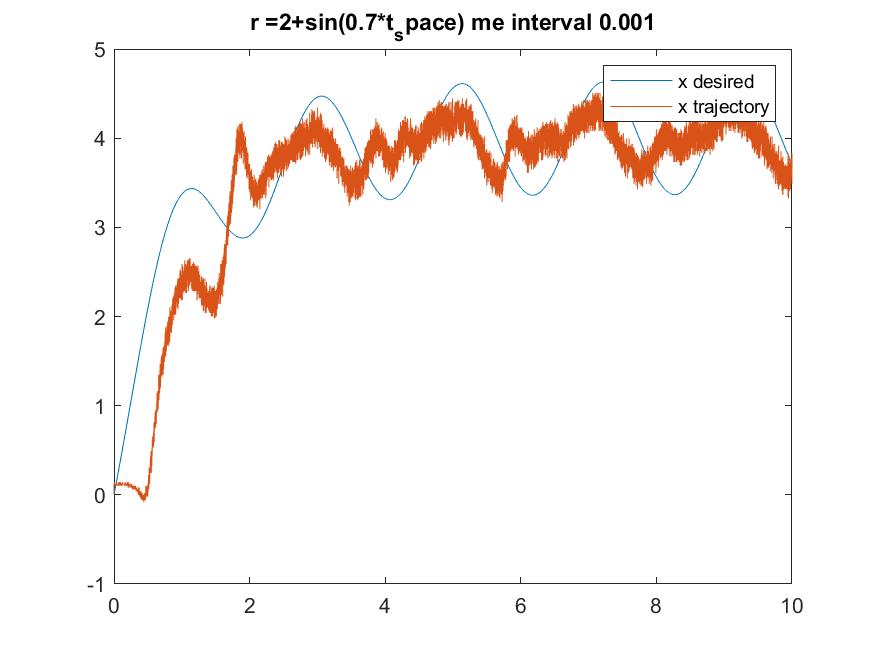 r =2+sin(0.7*t_space) me interval 0.001
5
x desired
x trajectory
4
3
2
1
0
-1
0 2 4 6 8 10